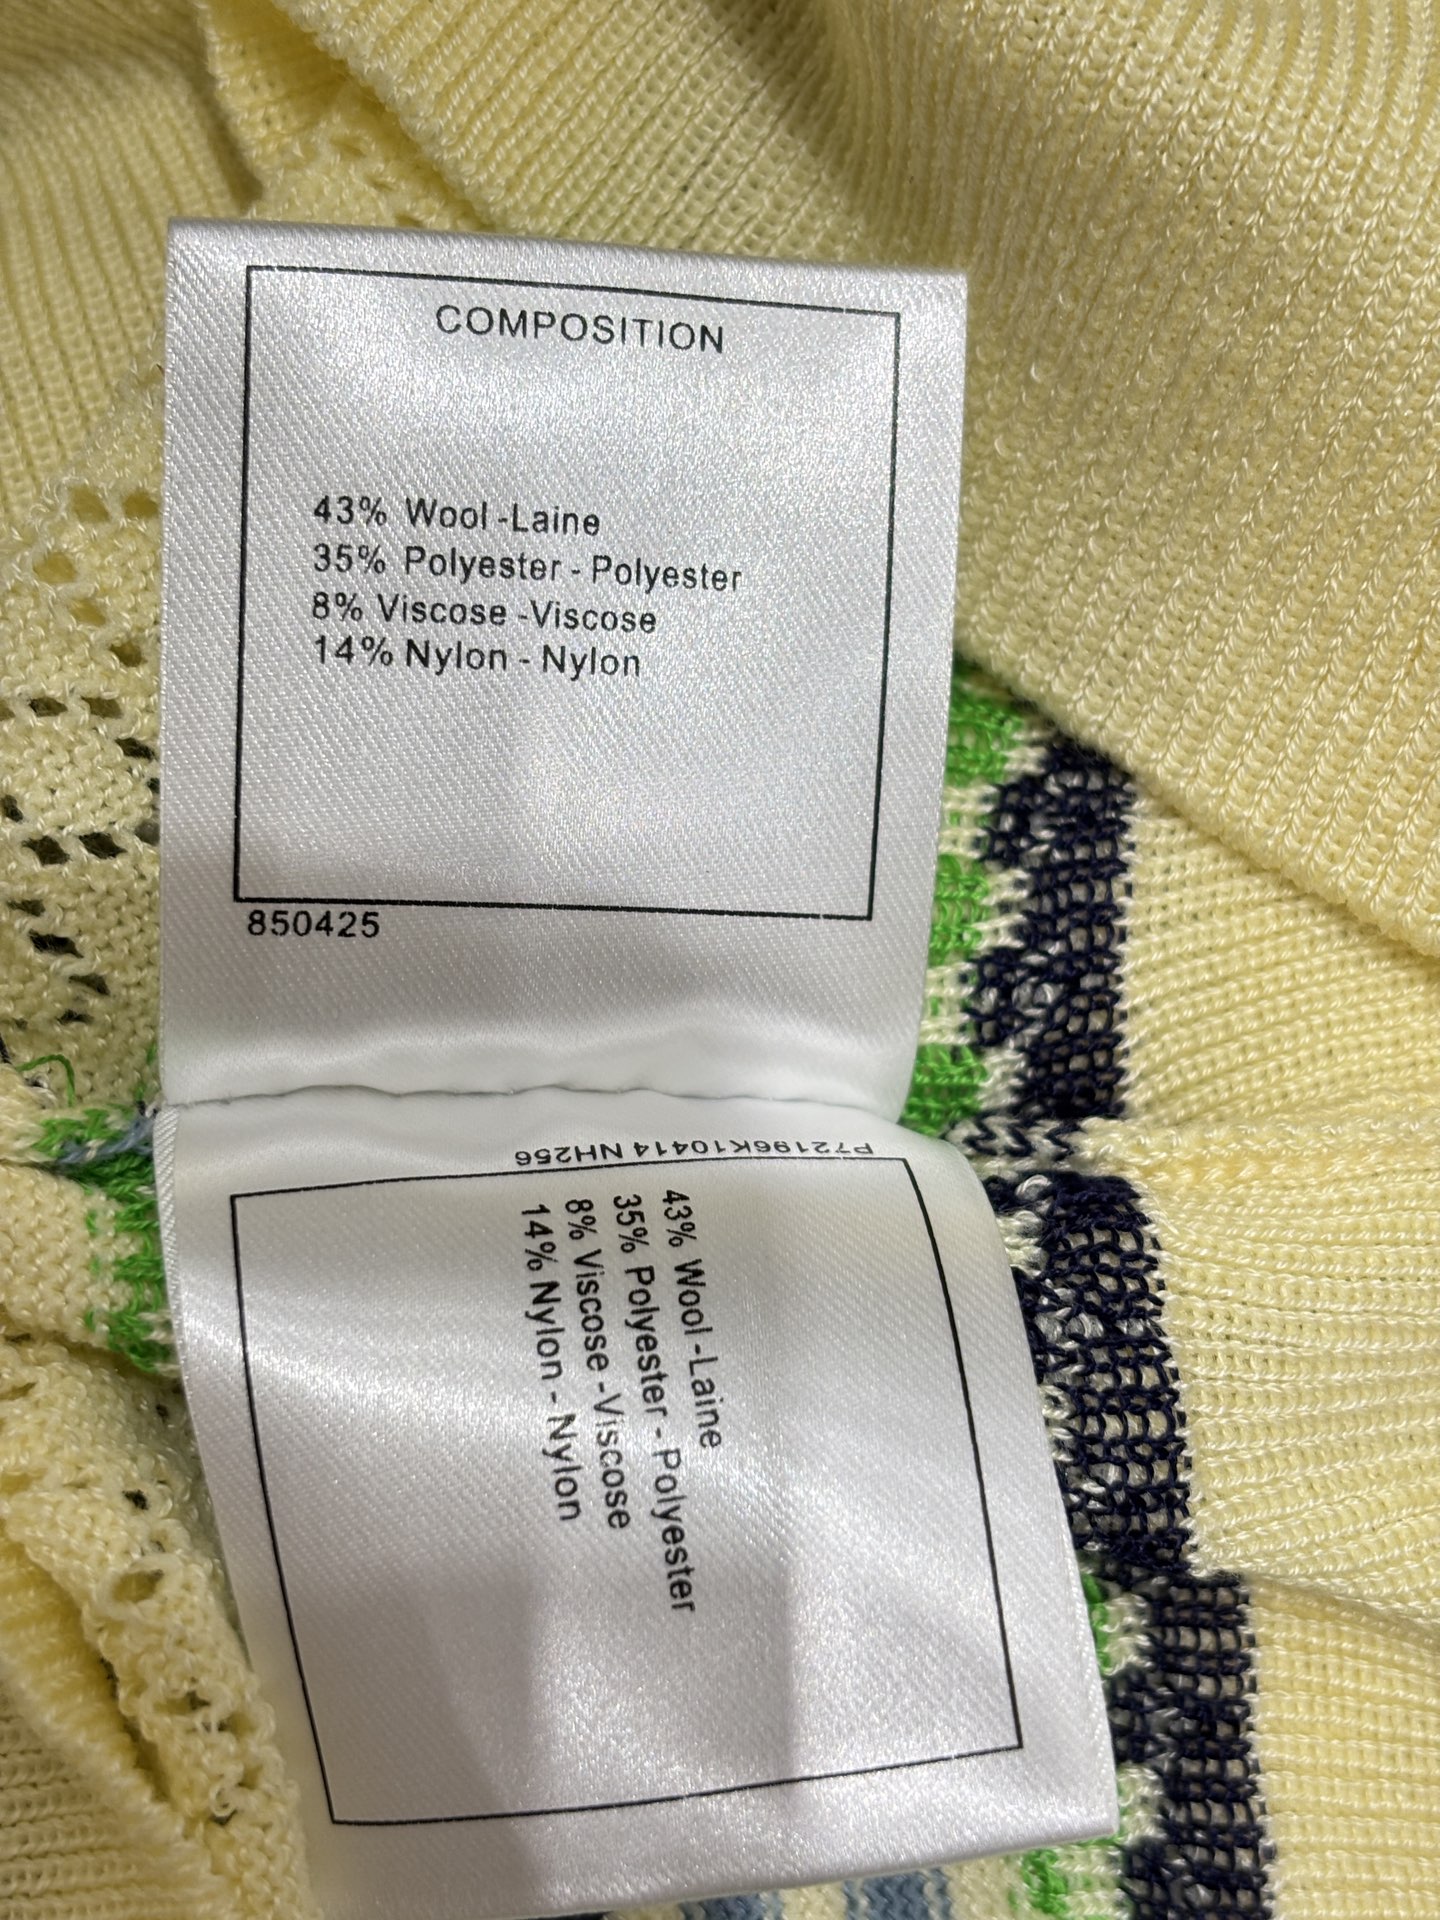 COMPOSITION
43% Wool -Laine
35% Polyester - Polyester
8% Viscose -Viscose
14% Nylon - Nylon
850425
P72196K10414 NH256
43% Wool -Laine
35% Polyester - Polyester
8% Viscose -Viscose
14% Nylon - Nylon